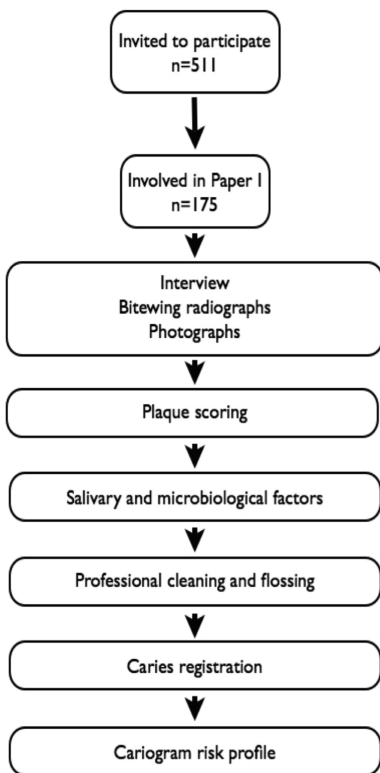 Invited to participate
n=511
Involved in Paper I
n=175
Interview
Bitewing radiographs
Photographs
Plaque scoring
Salivary and microbiological factors
Professional cleaning and flossing
Caries registration
Cariogram risk profile